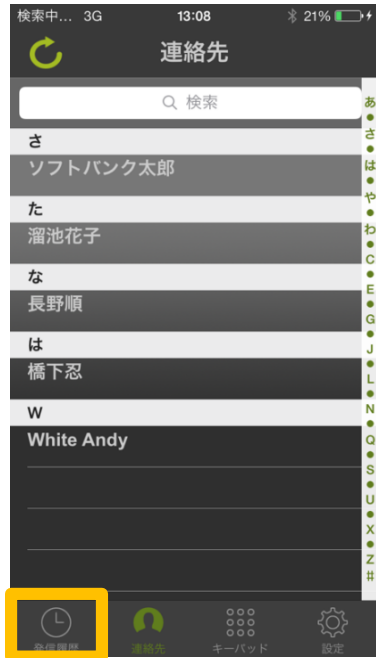 検索中... 3G 13:08 21%
連絡先
検索
さ
ソフトバンク太郎
た
溜池花子
な
長野順
は
橋下忍
W
White Andy
あ
さ
は
や
わ
C
E
G
J
L
N
Q
S
U
X
Z
#
発信履歴 連絡先 キーパッド 設定